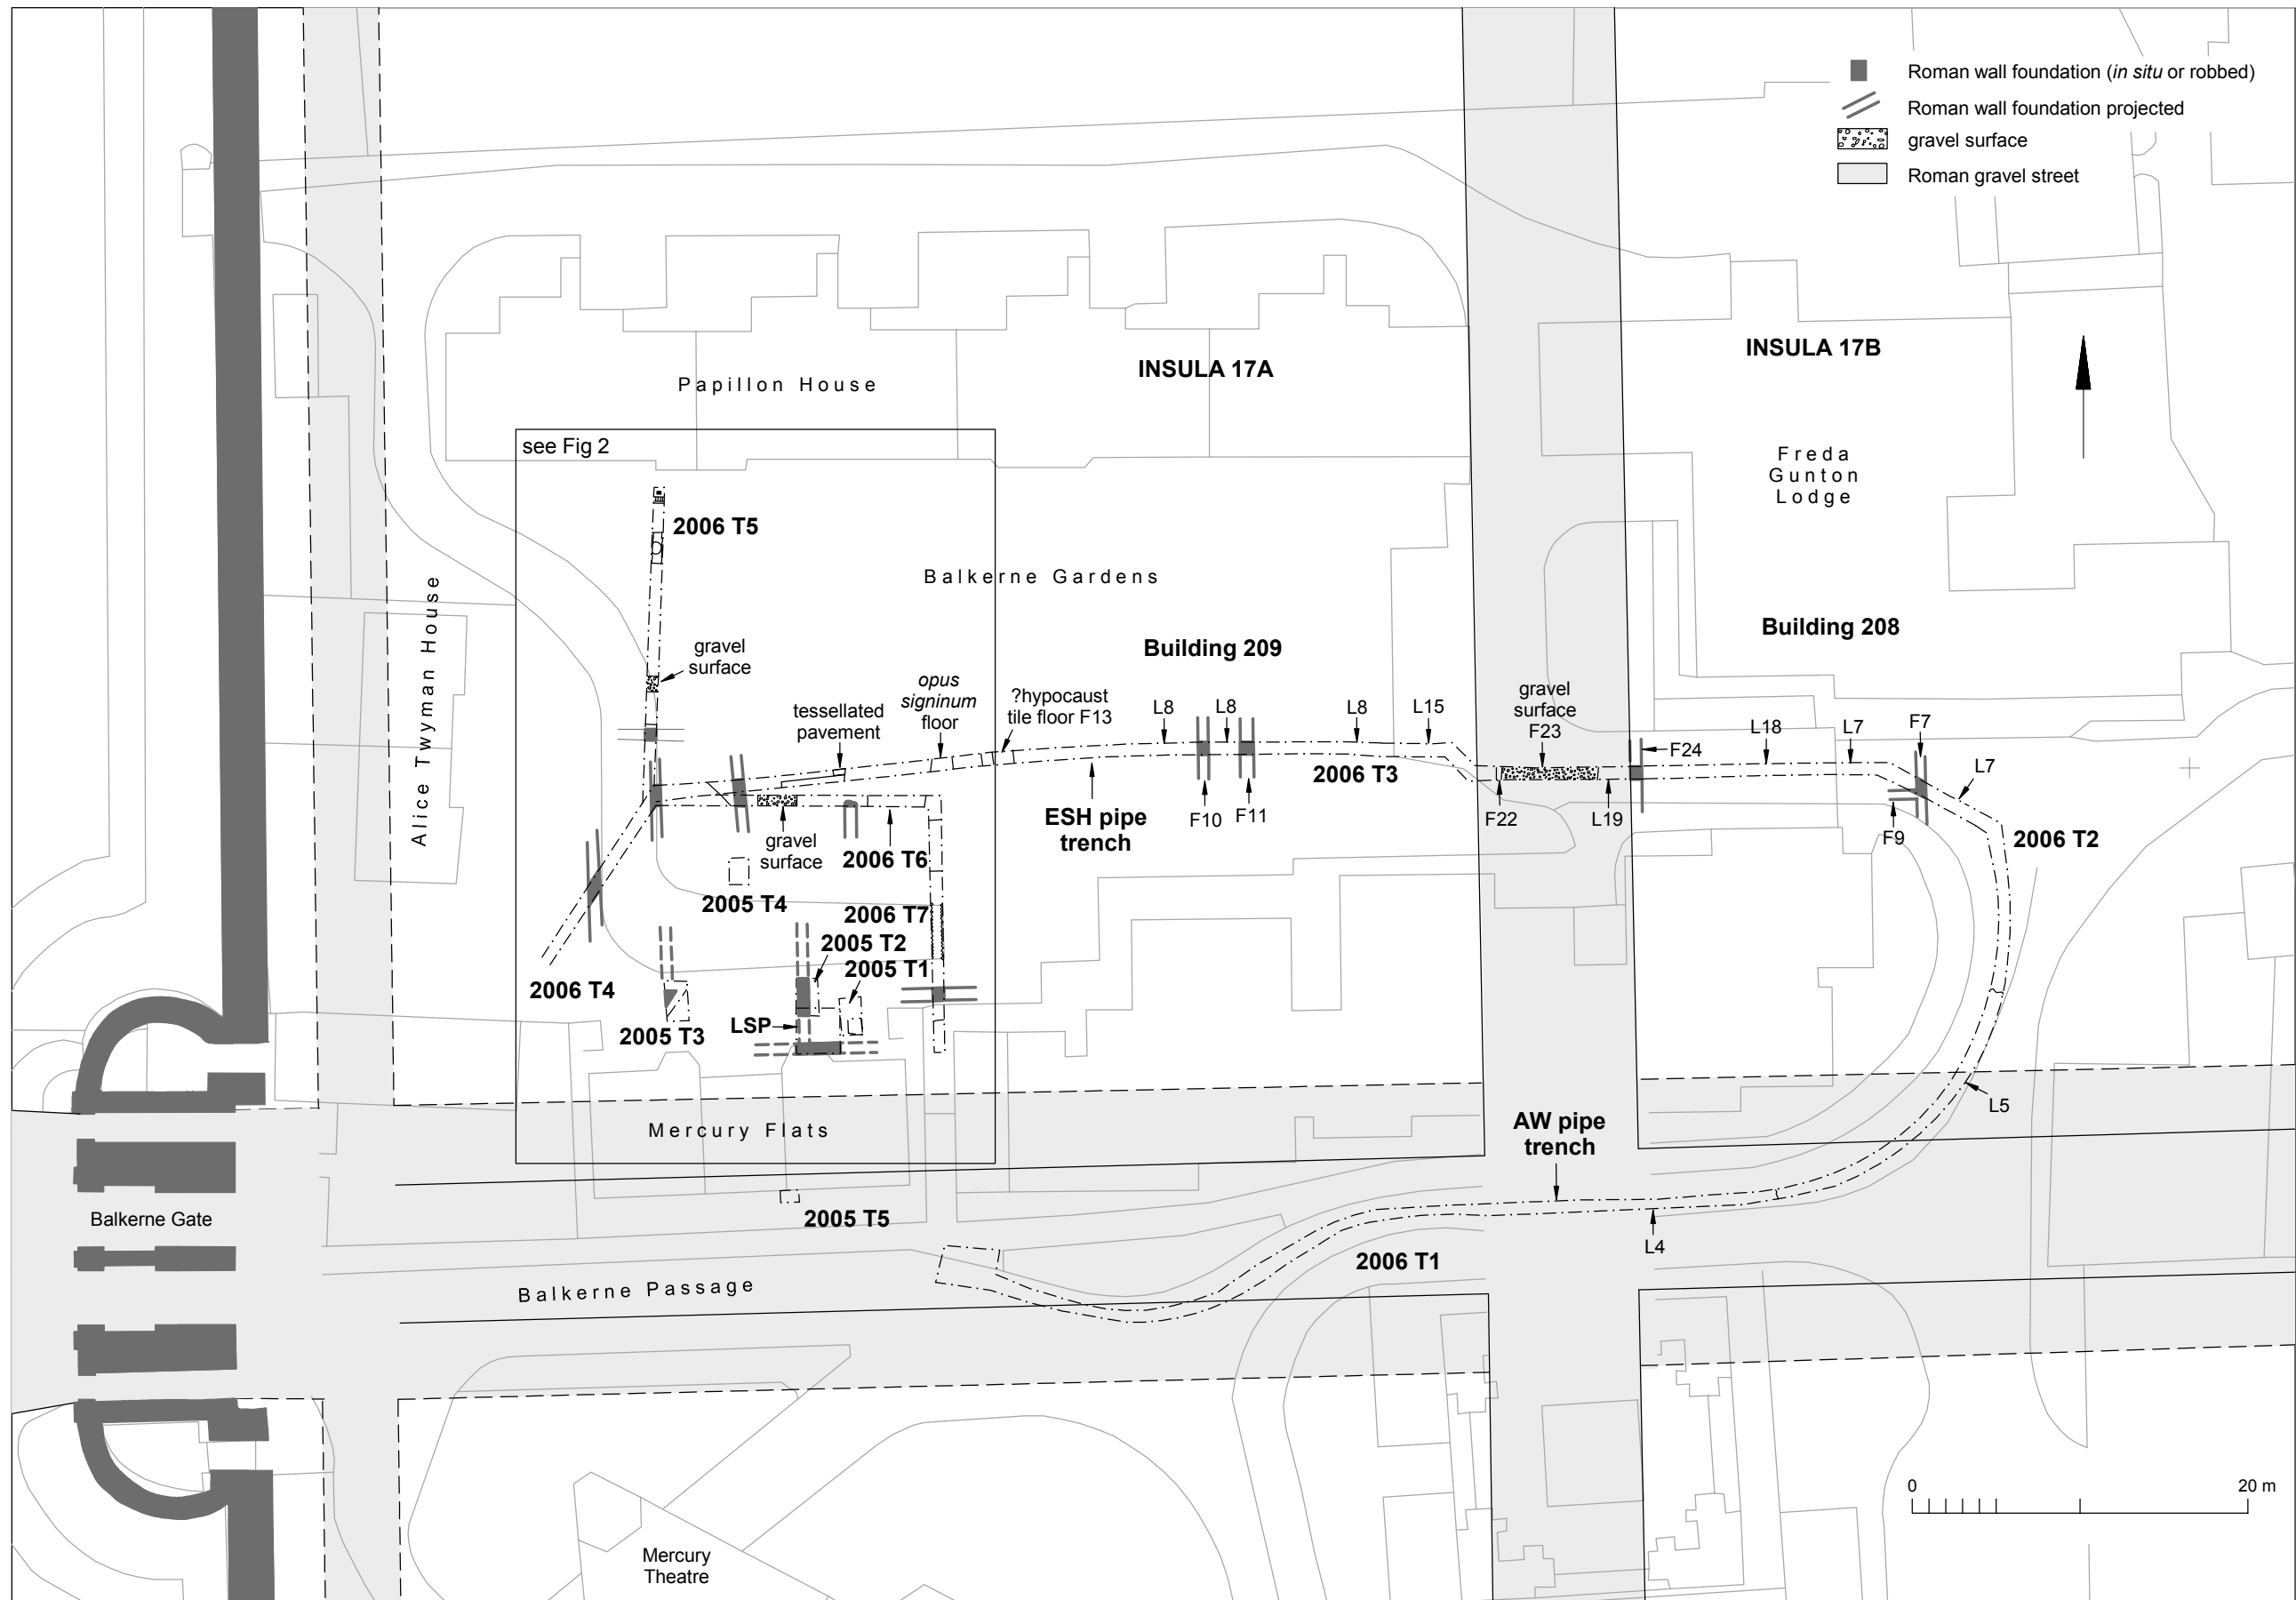 Roman wall foundation (in situ or robbed)
Roman wall foundation projected
gravel surface
Roman gravel street
INSULA 17A
INSULA 17B
Papillon House
see Fig 2
Freda
Gunton
Lodge
2006 T5
Balkerne Gardens
Alice Twyman House
Building 209
Building 208
gravel
surface
tessellated
pavement
opus
signinum
floor
?hypocaust
tile floor F13
L8
L8
L8
L15
gravel
surface
F23
F24
L18
L7
F7
L7
2006 T3
ESH pipe
trench
F10
F11
F22
L19
F9
2006 T2
gravel
surface
2006 T6
2005 T4
2006 T7
2005 T2
2005 T1
2006 T4
2005 T3
LSP
L5
Mercury Flats
AW pipe
trench
Balkerne Gate
2005 T5
L4
2006 T1
Balkerne Passage
0
20 m
Mercury
Theatre